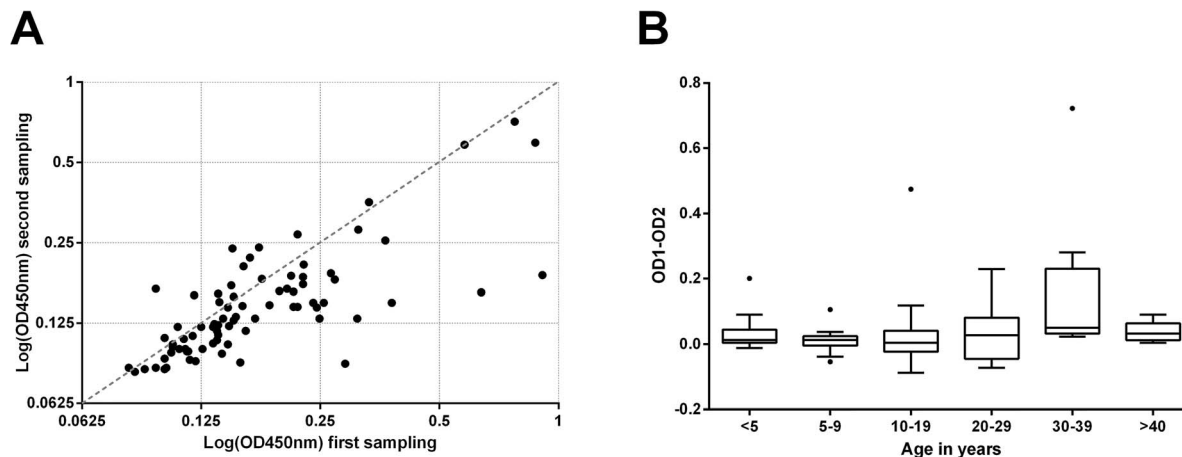 A
Log(OD450nm) second sampling
1
0.5
0.25
0.125
0.0625
0.0625 0.125 0.25 0.5 1
Log(OD450nm) first sampling
B
OD1-OD2
0.8
0.6
0.4
0.2
0.0
-0.2
<5 5-9 10-19 20-29 30-39 >40
Age in years